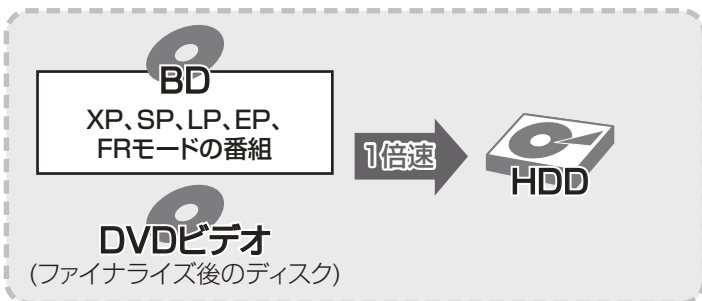 BD
XP、SP、LP、EP、
FRモードの番組
1倍速
HDD
DVDビデオ
(ファイナライズ後のディスク)